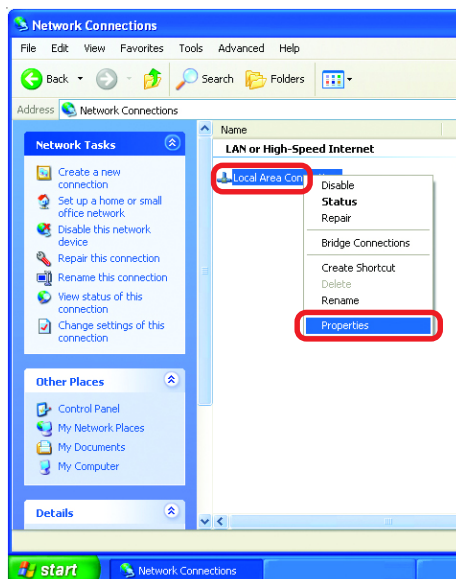 Network Connections
File Edit View Favorites Tools Advanced Help
Back Search Folders
Address Network Connections
Network Tasks
Create a new
connection
Set up a home or small
office network
Disable this network
device
Repair this connection
Rename this connection
View status of this
connection
Change settings of this
connection
Other Places
Control Panel
My Network Places
My Documents
My Computer
Details
Name
LAN or High-Speed Internet
Local Area Con
Disable
Status
Repair
Bridge Connections
Create Shortcut
Delete
Rename
Properties
start Network Connections